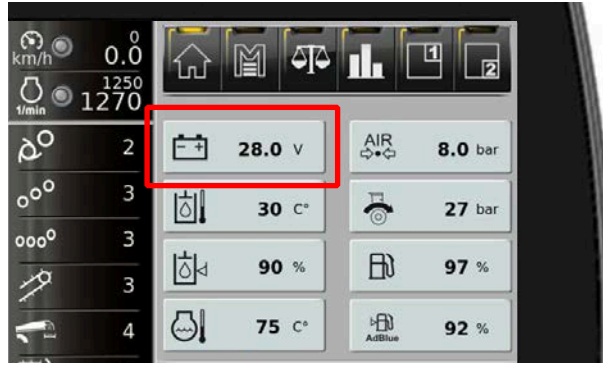 km/h 0
0.0
1/min 1250
1270
1
2
2
3
3
3
4
28.0 V
AIR 8.0 bar
30 C°
27 bar
90 %
97 %
75 C°
AdBlue 92 %